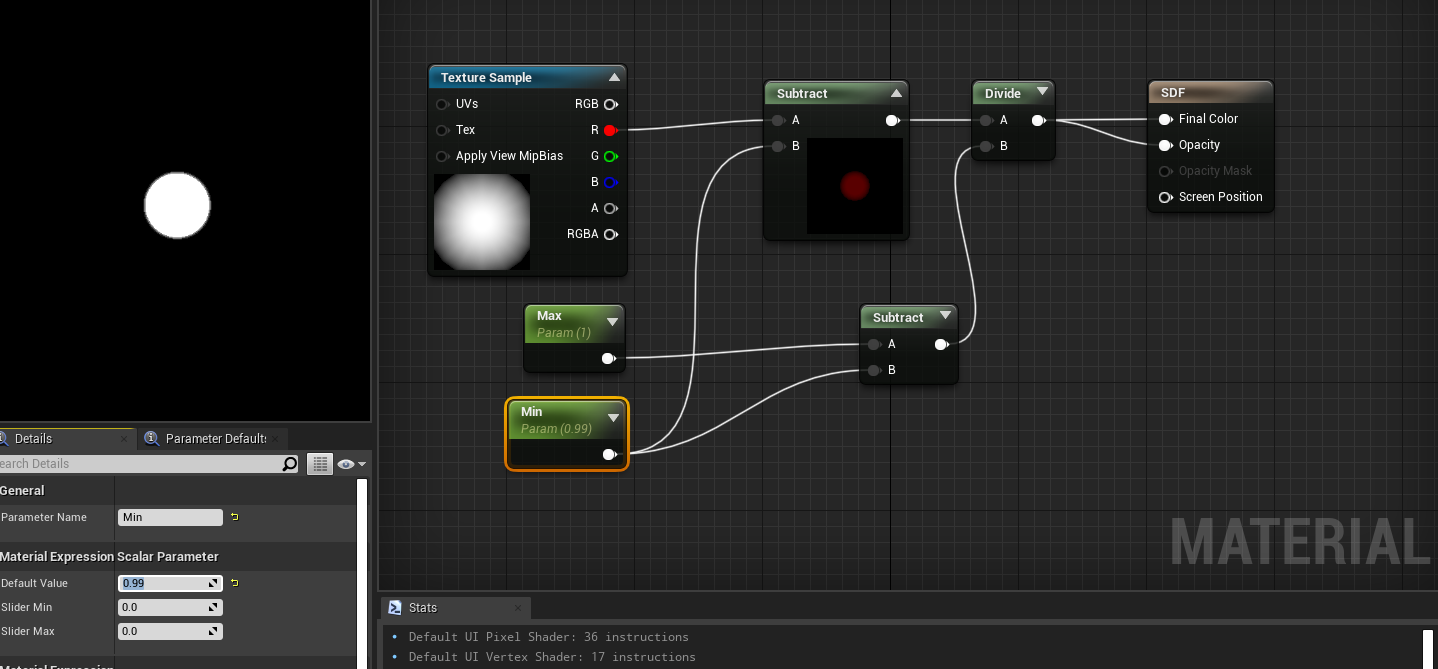 Texture Sample
UVs
RGB
Tex
R
Apply View MipBias
G
B
A
RGBA
Subtract
A
B
Divide
A
B
SDF
Final Color
Opacity
Opacity Mask
Screen Position
Max
Param (1)
Subtract
A
B
Min
Param (0.99)
MATERIAL
Details
Parameter Default
earch Details
General
Parameter Name
Min
Material Expression Scalar Parameter
Default Value
0.99
Slider Min
0.0
Slider Max
0.0
Material Expression
Stats
Default UI Pixel Shader: 36 instructions
Default UI Vertex Shader: 17 instructions